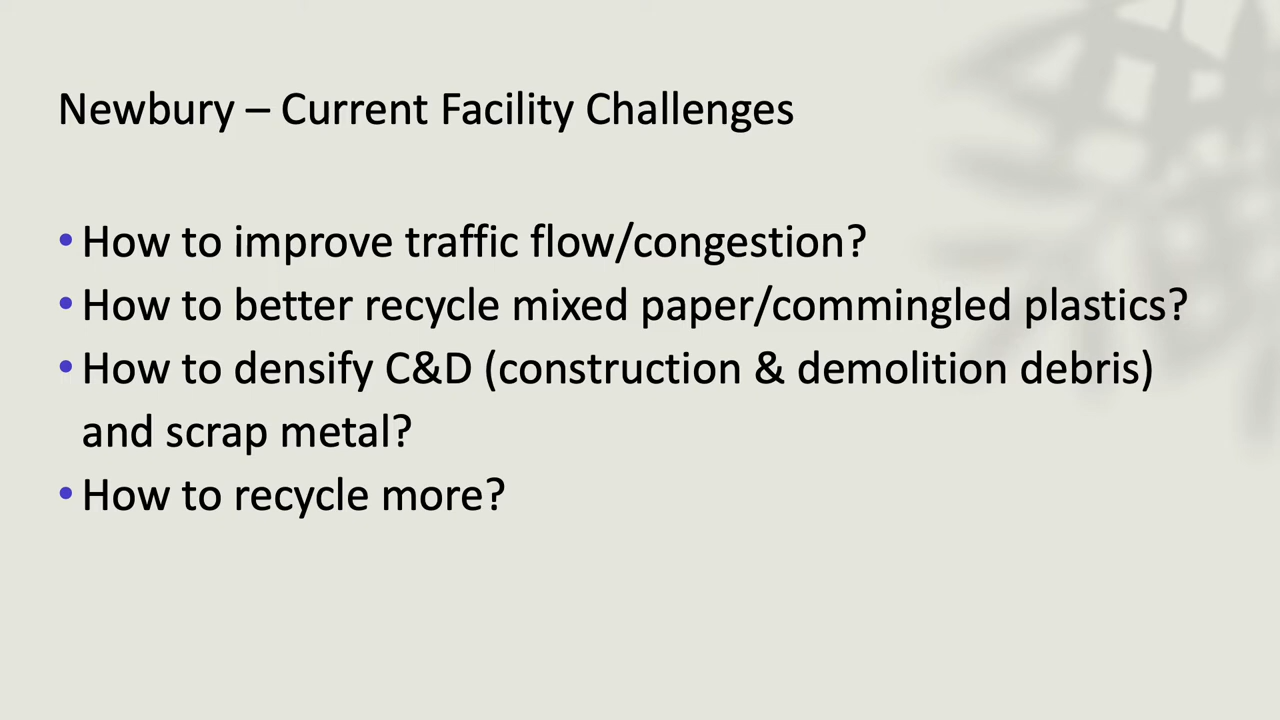 Newbury – Current Facility Challenges
• How to improve traffic flow/congestion?
• How to better recycle mixed paper/commingled plastics?
• How to densify C&D (construction & demolition debris)
and scrap metal?
• How to recycle more?